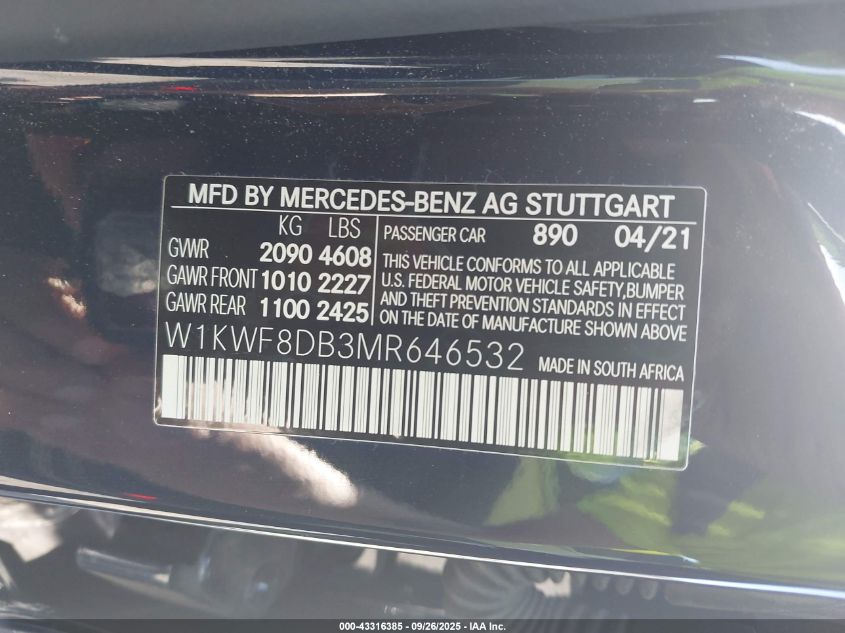 MFD BY MERCEDES-BENZ AG STUTTGART
KG LBS
GVWR 2090 4608
GAWR FRONT 1010 2227
GAWR REAR 1100 2425
PASSENGER CAR 890 04/21
THIS VEHICLE CONFORMS TO ALL APPLICABLE
U.S. FEDERAL MOTOR VEHICLE SAFETY,BUMPER
AND THEFT PREVENTION STANDARDS IN EFFECT
ON THE DATE OF MANUFACTURE SHOWN ABOVE.
W1KWF8DB3MR646532 MADE IN SOUTH AFRICA
000-43316385 - 09/26/2025 - IAA Inc.